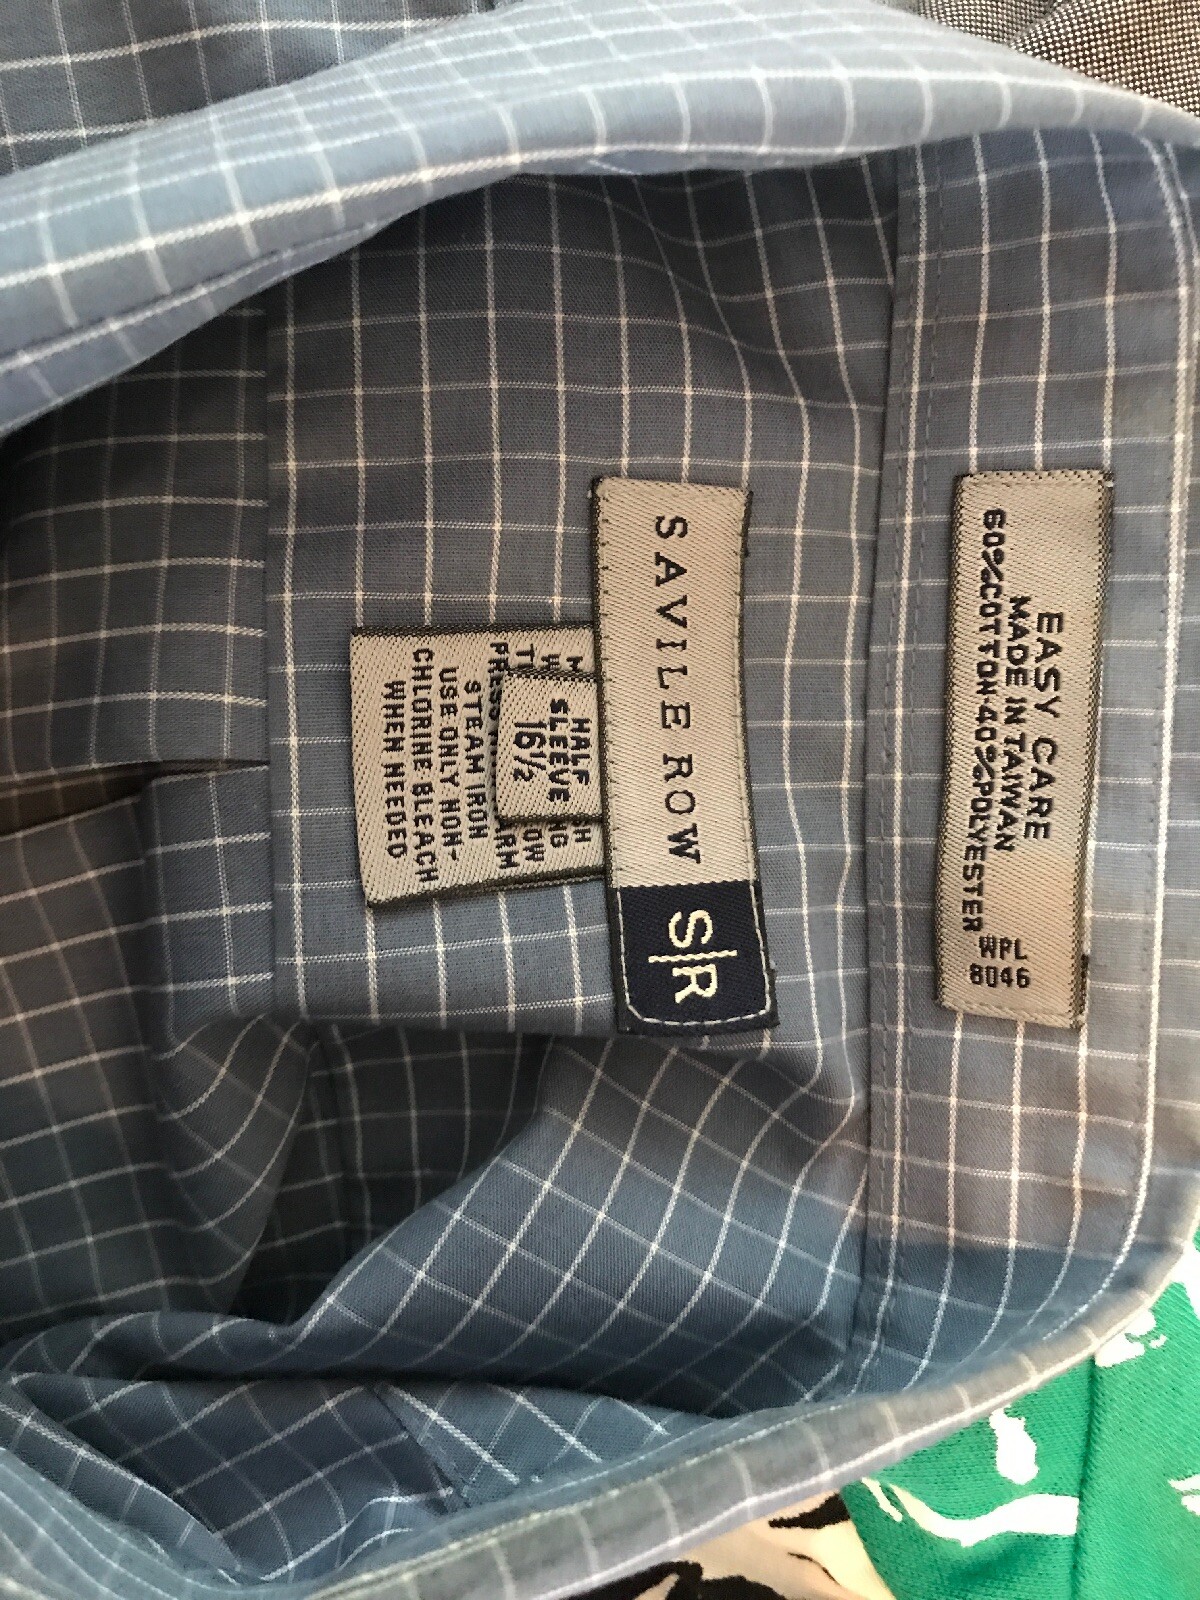 EASY CARE
MADE IN TAIWAN
60%COTTON·40%POLYESTER
WPL
8046
SAVILE ROW
S|R
HALF
SLEEVE
16½
STEAM IRON
USE ONLY NON-
CHLORINE BLEACH
WHEN NEEDED